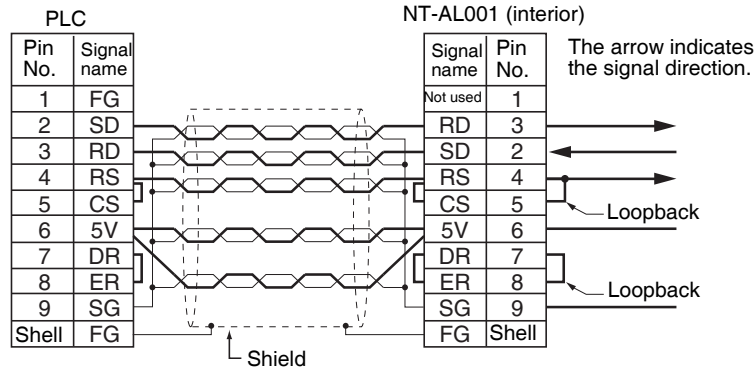 PLC
NT-AL001 (interior)
Pin No. Signal name
Signal name Pin No.
The arrow indicates
the signal direction.
1 FG
Not used 1
2 SD
RD 3
3 RD
SD 2
4 RS
RS 4
5 CS
CS 5
Loopback
6 5V
5V 6
7 DR
DR 7
8 ER
ER 8
Loopback
9 SG
SG 9
Shell FG
FG Shell
Shield